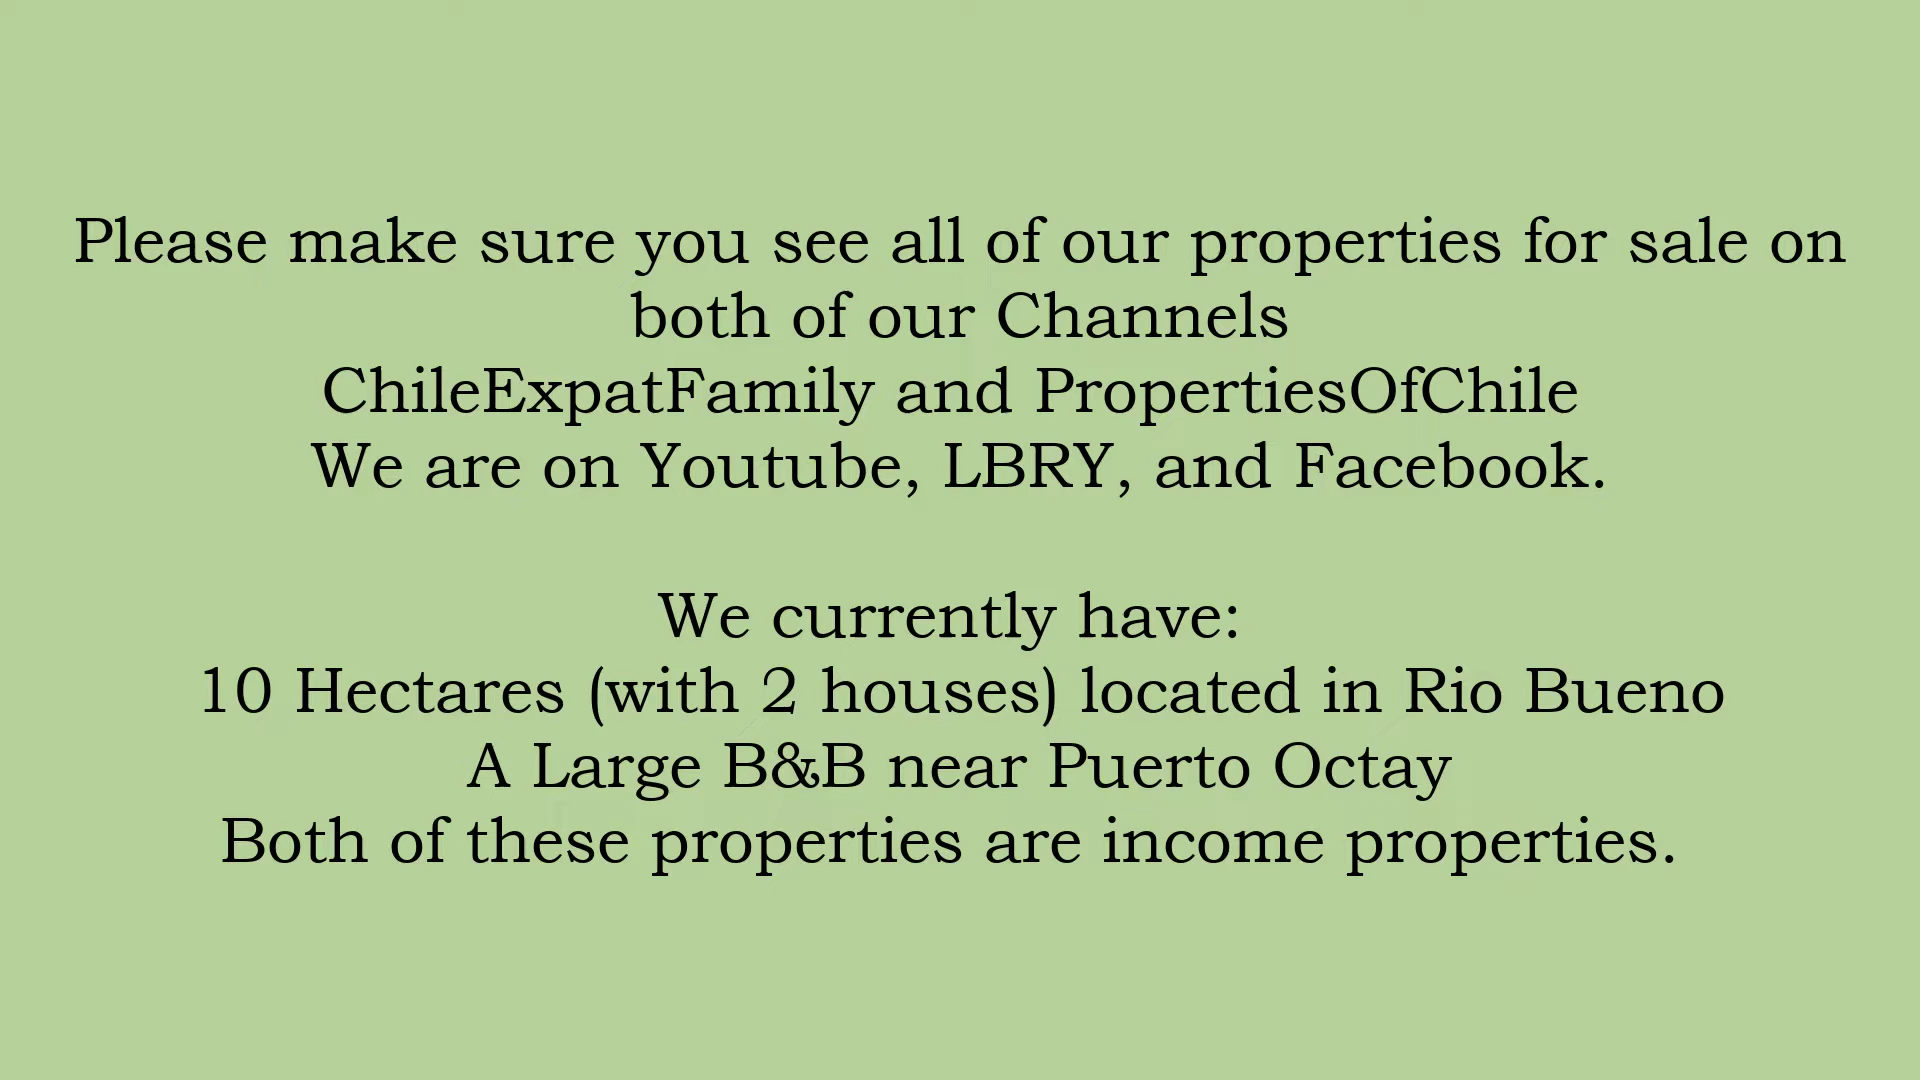 Please make sure you see all of our properties for sale on
both of our Channels
ChileExpatFamily and PropertiesOfChile
We are on Youtube, LBRY, and Facebook.
We currently have:
10 Hectares (with 2 houses) located in Rio Bueno
A Large B&B near Puerto Octay
Both of these properties are income properties.